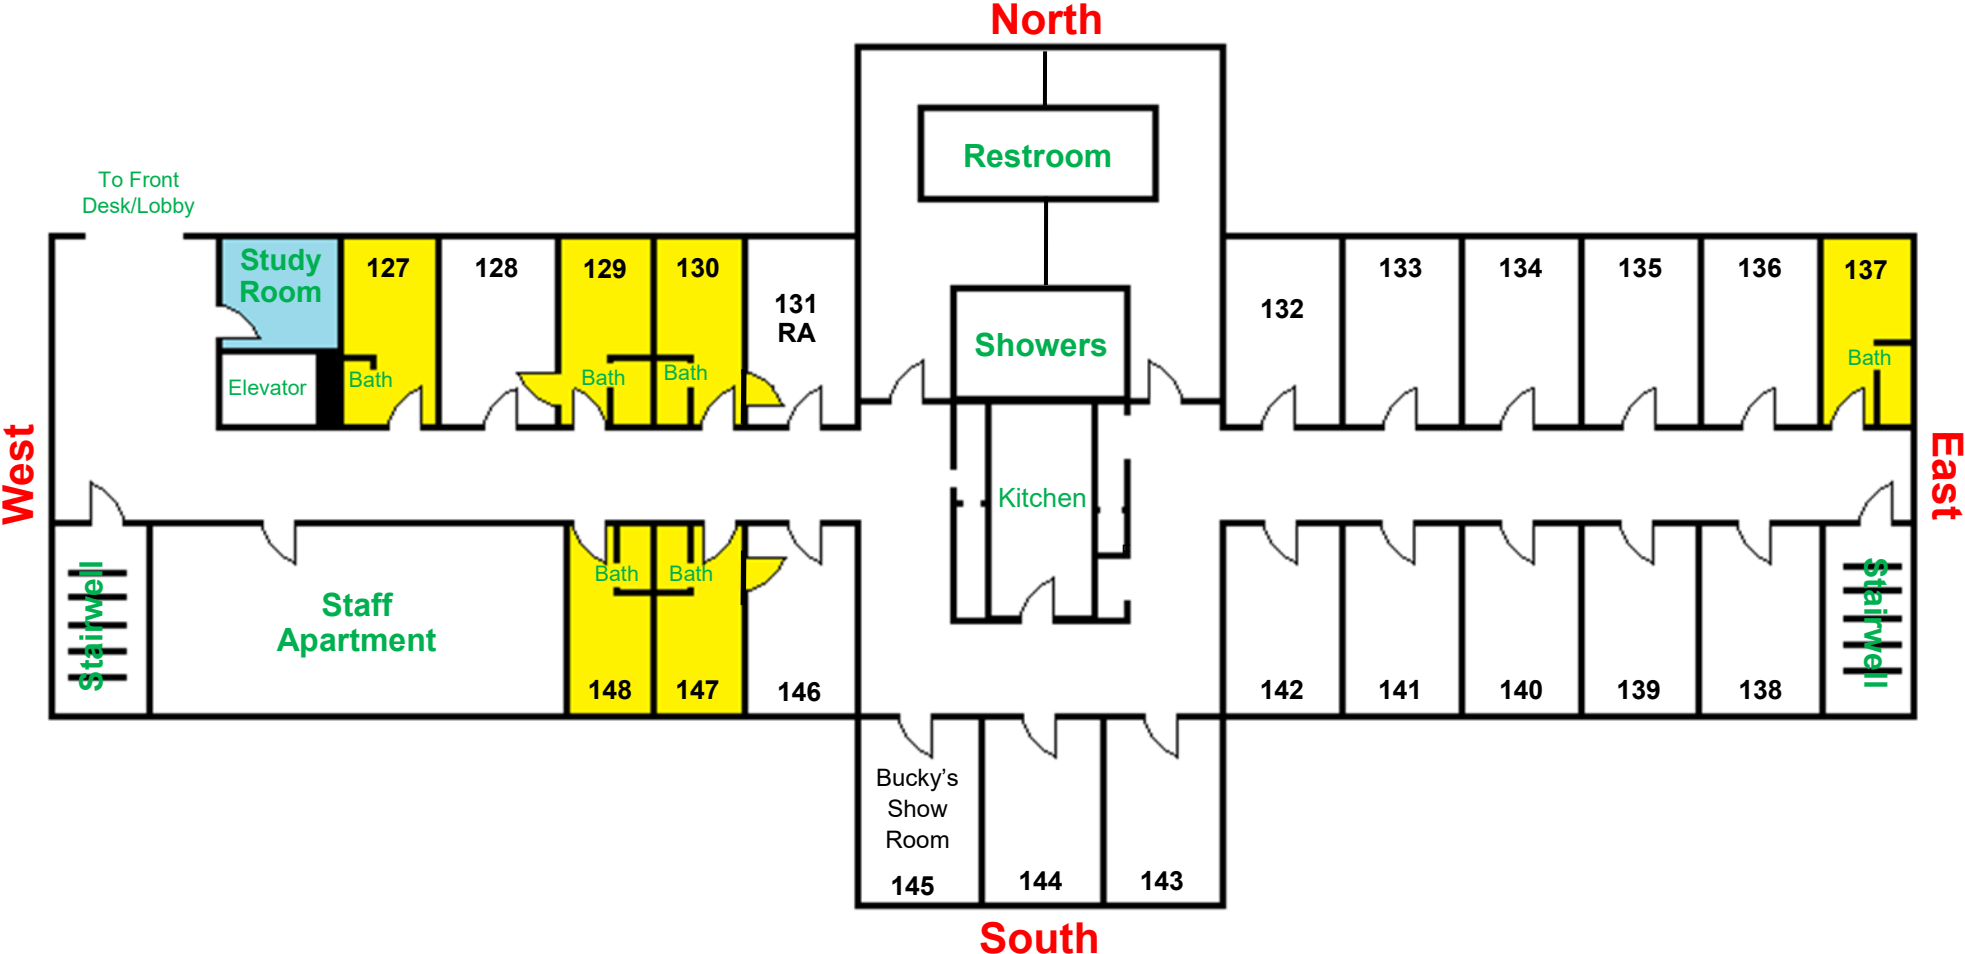 North
Restroom
To Front
Desk/Lobby
Study
Room
127
128
129
130
131
RA
Showers
132
133
134
135
136
137
Elevator
Bath
Bath
Bath
Bath
West
Kitchen
East
Stairwell
Staff
Apartment
Bath
Bath
148
147
146
142
141
140
139
138
Stairwell
Bucky’s
Show
Room
145
144
143
South